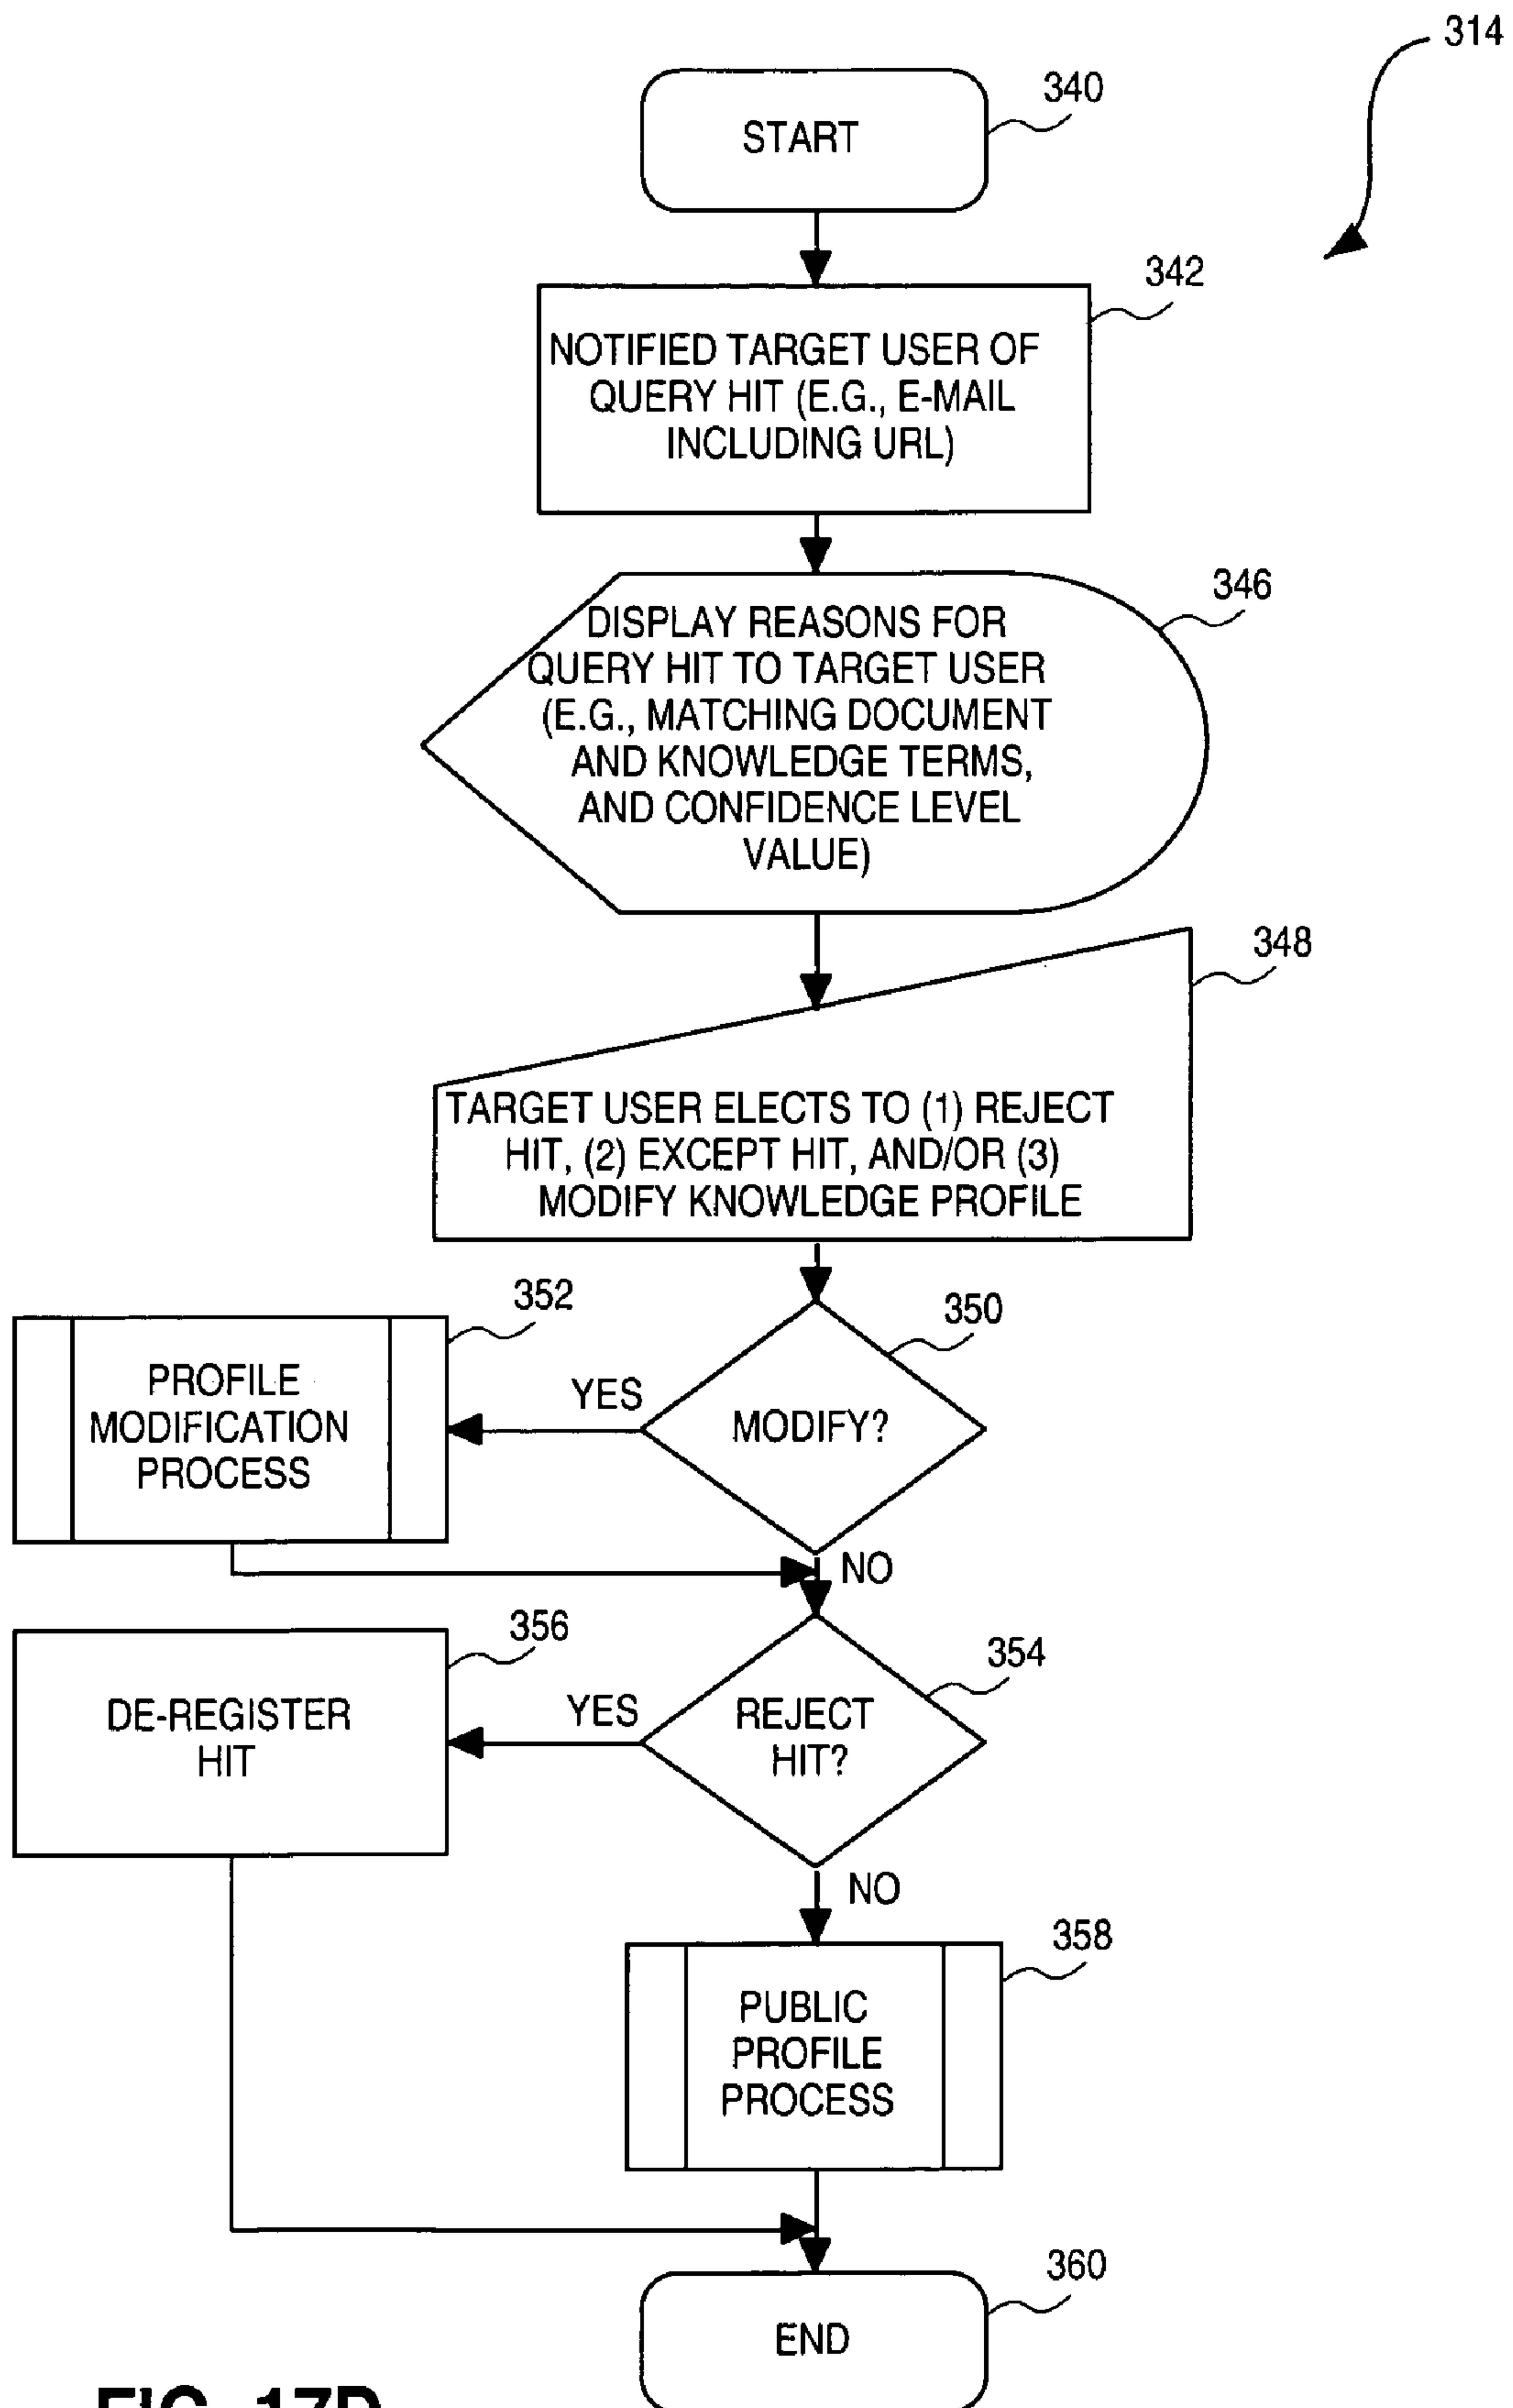 314
340
START
342
NOTIFIED TARGET USER OF
QUERY HIT (E.G., E-MAIL
INCLUDING URL)
346
DISPLAY REASONS FOR
QUERY HIT TO TARGET USER
(E.G., MATCHING DOCUMENT
AND KNOWLEDGE TERMS,
AND CONFIDENCE LEVEL
VALUE)
348
TARGET USER ELECTS TO (1) REJECT
HIT, (2) EXCEPT HIT, AND/OR (3)
MODIFY KNOWLEDGE PROFILE
352
350
PROFILE
MODIFICATION
PROCESS
YES
MODIFY?
NO
356
354
DE-REGISTER
HIT
YES
REJECT
HIT?
NO
358
PUBLIC
PROFILE
PROCESS
360
END